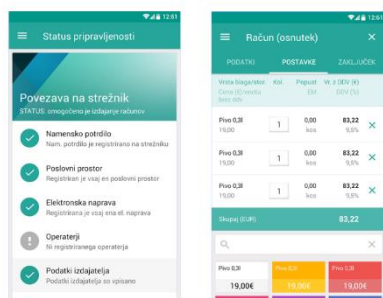 12:51
Status pripravljenosti
Povezava na strežnik
STATUS: omogočeno je izdajanje računov
Namensko potrdilo
Nam. potrdilo je registrirano na strežniku
Poslovni prostor
Registriran je vsaj en poslovni prostor
Elektronska naprava
Registrirana je vsaj ena el. naprava
Operaterji
Ni registriranega operaterja
Podatki izdajatelja
Podatki izdajatelja so vpisano
12:51
Račun (osnutek)
PODATKI POSTAVKE ZAKLJUČEK
Vrsta blaga/stor. Kol. Popust Vr. z DDV (€)
Cena (€)/enota EM DDV (%)
brez ddv
Pivo 0,3l 1 0,00 83,22
19,00 kos 9,5%
Pivo 0,3l 1 0,00 83,22
19,00 kos 9,5%
Pivo 0,3l 1 0,00 83,22
19,00 kos 9,5%
Skupaj (EUR) 83,22
Pivo 0,3l Pivo 0,3l Pivo 0,3l
19,00€ 19,00€ 19,00€